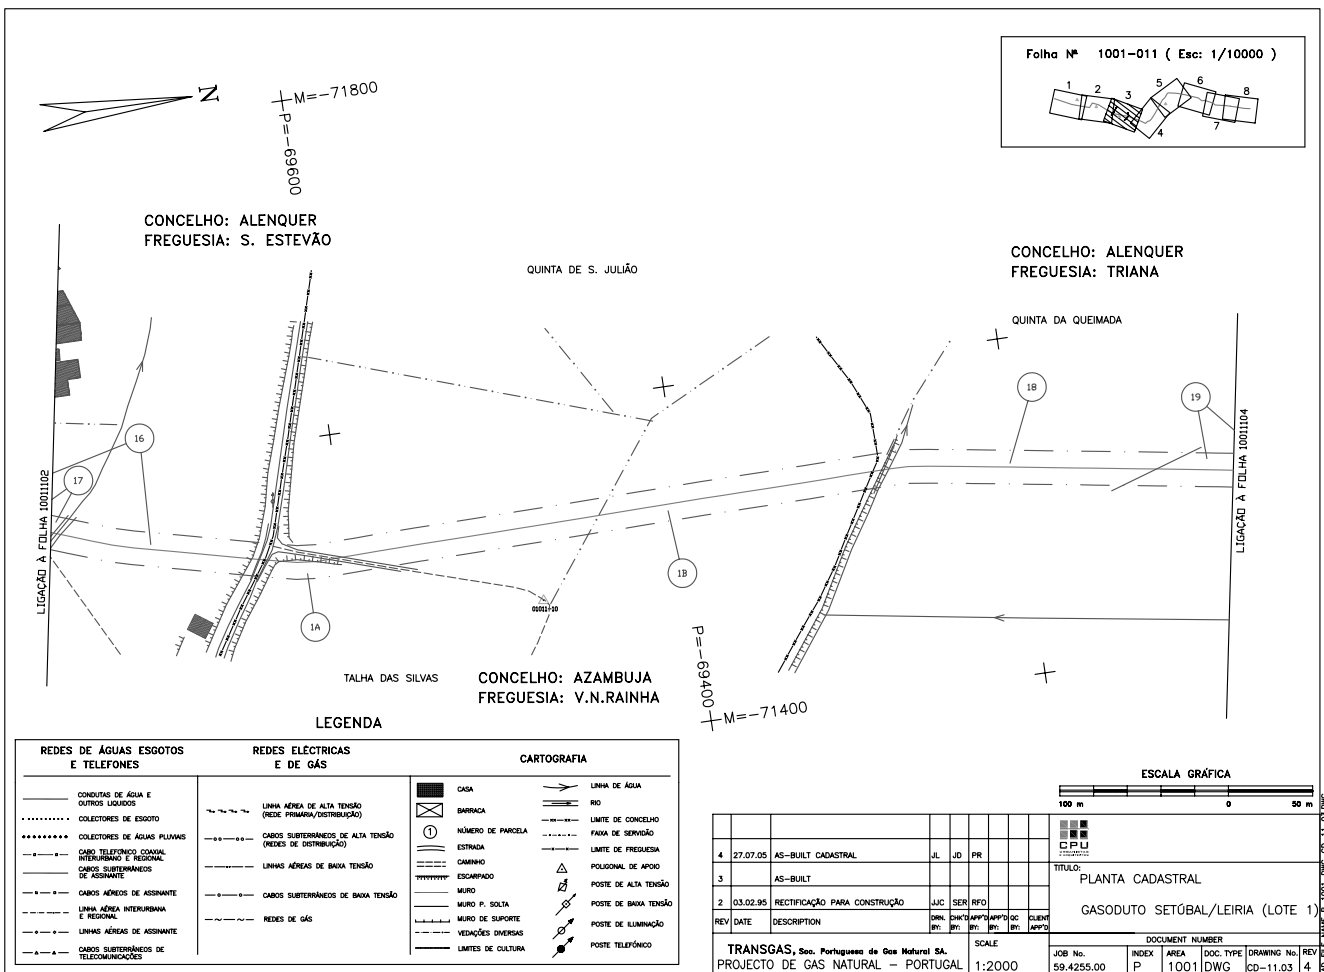 Folha Nº 1001-011 ( Esc: 1/10000 )
1 2 3 4 5 6 7 8
N
M=-71800
P=-69600
CONCELHO: ALENQUER
FREGUESIA: S. ESTEVÃO
QUINTA DE S. JULIÃO
CONCELHO: ALENQUER
FREGUESIA: TRIANA
QUINTA DA QUEIMADA
16
17
18
19
1A
1B
01011-10
LIGAÇÃO À FOLHA 10011102
LIGAÇÃO À FOLHA 10011104
TALHA DAS SILVAS
CONCELHO: AZAMBUJA
FREGUESIA: V.N.RAINHA
P=-69400
M=-71400
LEGENDA
REDES DE ÁGUAS ESGOTOS
E TELEFONES
CONDUTAS DE ÁGUA E
OUTROS LIQUIDOS
COLECTORES DE ESGOTO
COLECTORES DE ÁGUAS PLUVIAIS
CABO TELEFÓNICO COAXIAL
INTERURBANO E REGIONAL
CABOS SUBTERRÂNEOS
DE ASSINANTE
CABOS AÉREOS DE ASSINANTE
LINHA AÉREA INTERURBANA
E REGIONAL
LINHAS AÉREAS DE ASSINANTE
CABOS SUBTERRÂNEOS DE
TELECOMUNICAÇÕES
REDES ELÉCTRICAS
E DE GÁS
LINHA AÉREA DE ALTA TENSÃO
(REDE PRIMÁRIA/DISTRIBUIÇÃO)
CABOS SUBTERRÂNEOS DE ALTA TENSÃO
(REDES DE DISTRIBUIÇÃO)
LINHAS AÉREAS DE BAIXA TENSÃO
CABOS SUBTERRÂNEOS DE BAIXA TENSÃO
REDES DE GÁS
CARTOGRAFIA
CASA
BARRACA
1 NÚMERO DE PARCELA
ESTRADA
CAMINHO
ESCARPADO
MURO
MURO P. SOLTA
MURO DE SUPORTE
VEDAÇÕES DIVERSAS
LIMITES DE CULTURA
LINHA DE ÁGUA
RIO
LIMITE DE CONCELHO
FAIXA DE SERVIDÃO
LIMITE DE FREGUESIA
POLIGONAL DE APOIO
POSTE DE ALTA TENSÃO
POSTE DE BAIXA TENSÃO
POSTE DE ILUMINAÇÃO
POSTE TELEFÓNICO
ESCALA GRÁFICA
100 m 0 50 m
4 27.07.05 AS-BUILT CADASTRAL JL JD PR
3 AS-BUILT
2 03.02.95 RECTIFICAÇÃO PARA CONSTRUÇÃO JJC SER RFO
REV DATE DESCRIPTION DRN. BY: CHK'D BY: APP'D BY: APP'D BY: QC BY: CLIENT APP'D
TRANSGAS, Soc. Portuguesa de Gas Natural SA.
PROJECTO DE GAS NATURAL - PORTUGAL
SCALE
1:2000
CPU
TITULO:
PLANTA CADASTRAL
GASODUTO SETÚBAL/LEIRIA (LOTE 1)
DOCUMENT NUMBER
JOB No. INDEX AREA DOC. TYPE DRAWING No. REV
59.4255.00 P 1001 DWG CD-11.03 4